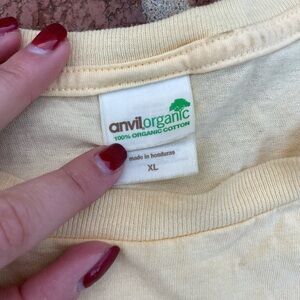 anvilorganic
100% ORGANIC COTTON
made in honduras
XL